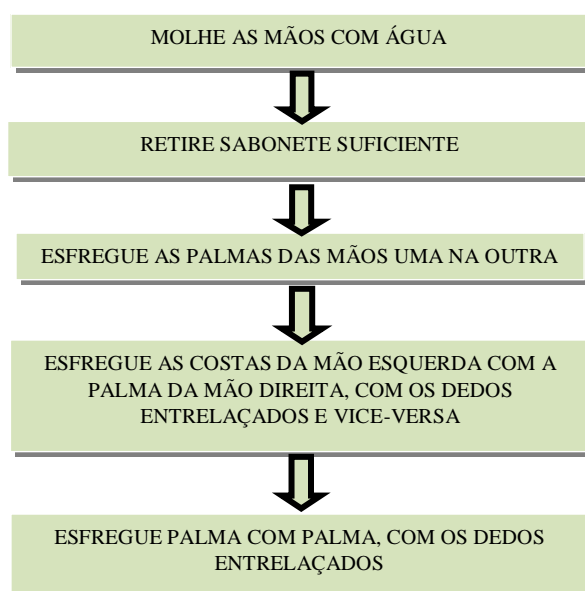 MOLHE AS MÃOS COM ÁGUA
RETIRE SABONETE SUFICIENTE
ESFREGUE AS PALMAS DAS MÃOS UMA NA OUTRA
ESFREGUE AS COSTAS DA MÃO ESQUERDA COM A
PALMA DA MÃO DIREITA, COM OS DEDOS
ENTRELAÇADOS E VICE-VERSA
ESFREGUE PALMA COM PALMA, COM OS DEDOS
ENTRELAÇADOS